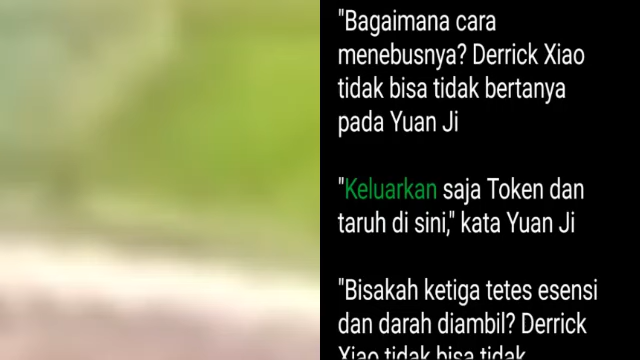 "Bagaimana cara
menebusnya? Derrick Xiao
tidak bisa tidak bertanya
pada Yuan Ji
"Keluarkan saja Token dan
taruh di sini," kata Yuan Ji
"Bisakah ketiga tetes esensi
dan darah diambil? Derrick
Xiao tidak bisa tidak